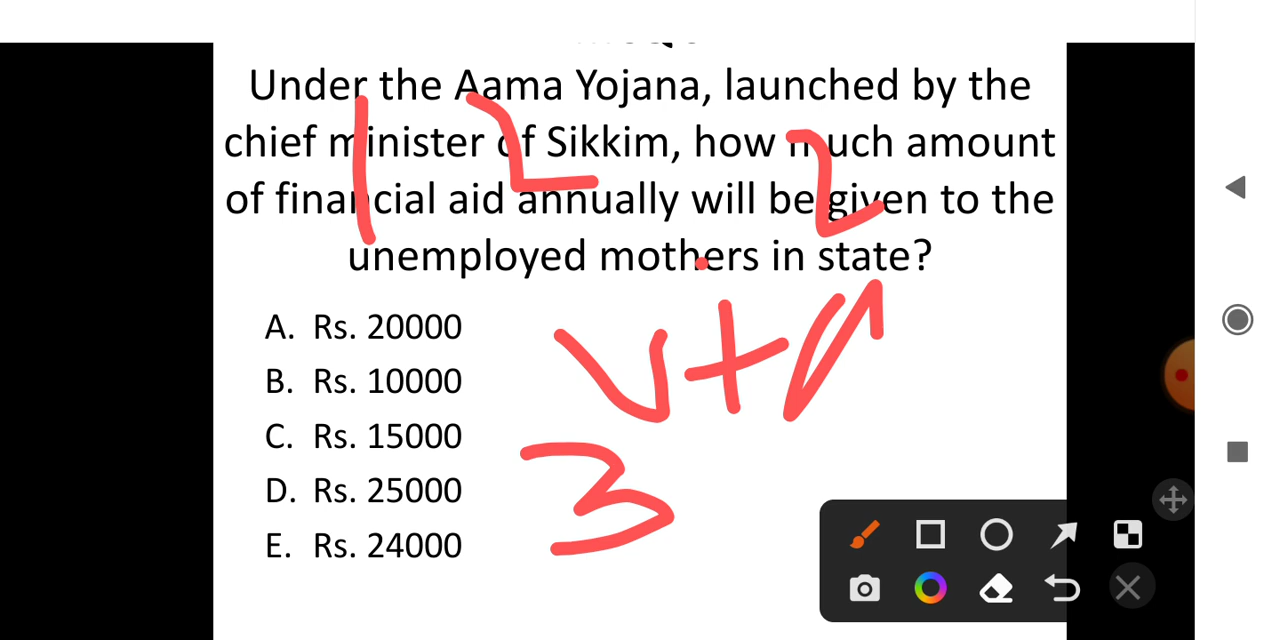 Under the Aama Yojana, launched by the
chief minister of Sikkim, how much amount
of financial aid annually will be given to the
unemployed mothers in state?
A. Rs. 20000
B. Rs. 10000
C. Rs. 15000
D. Rs. 25000
E. Rs. 24000
3